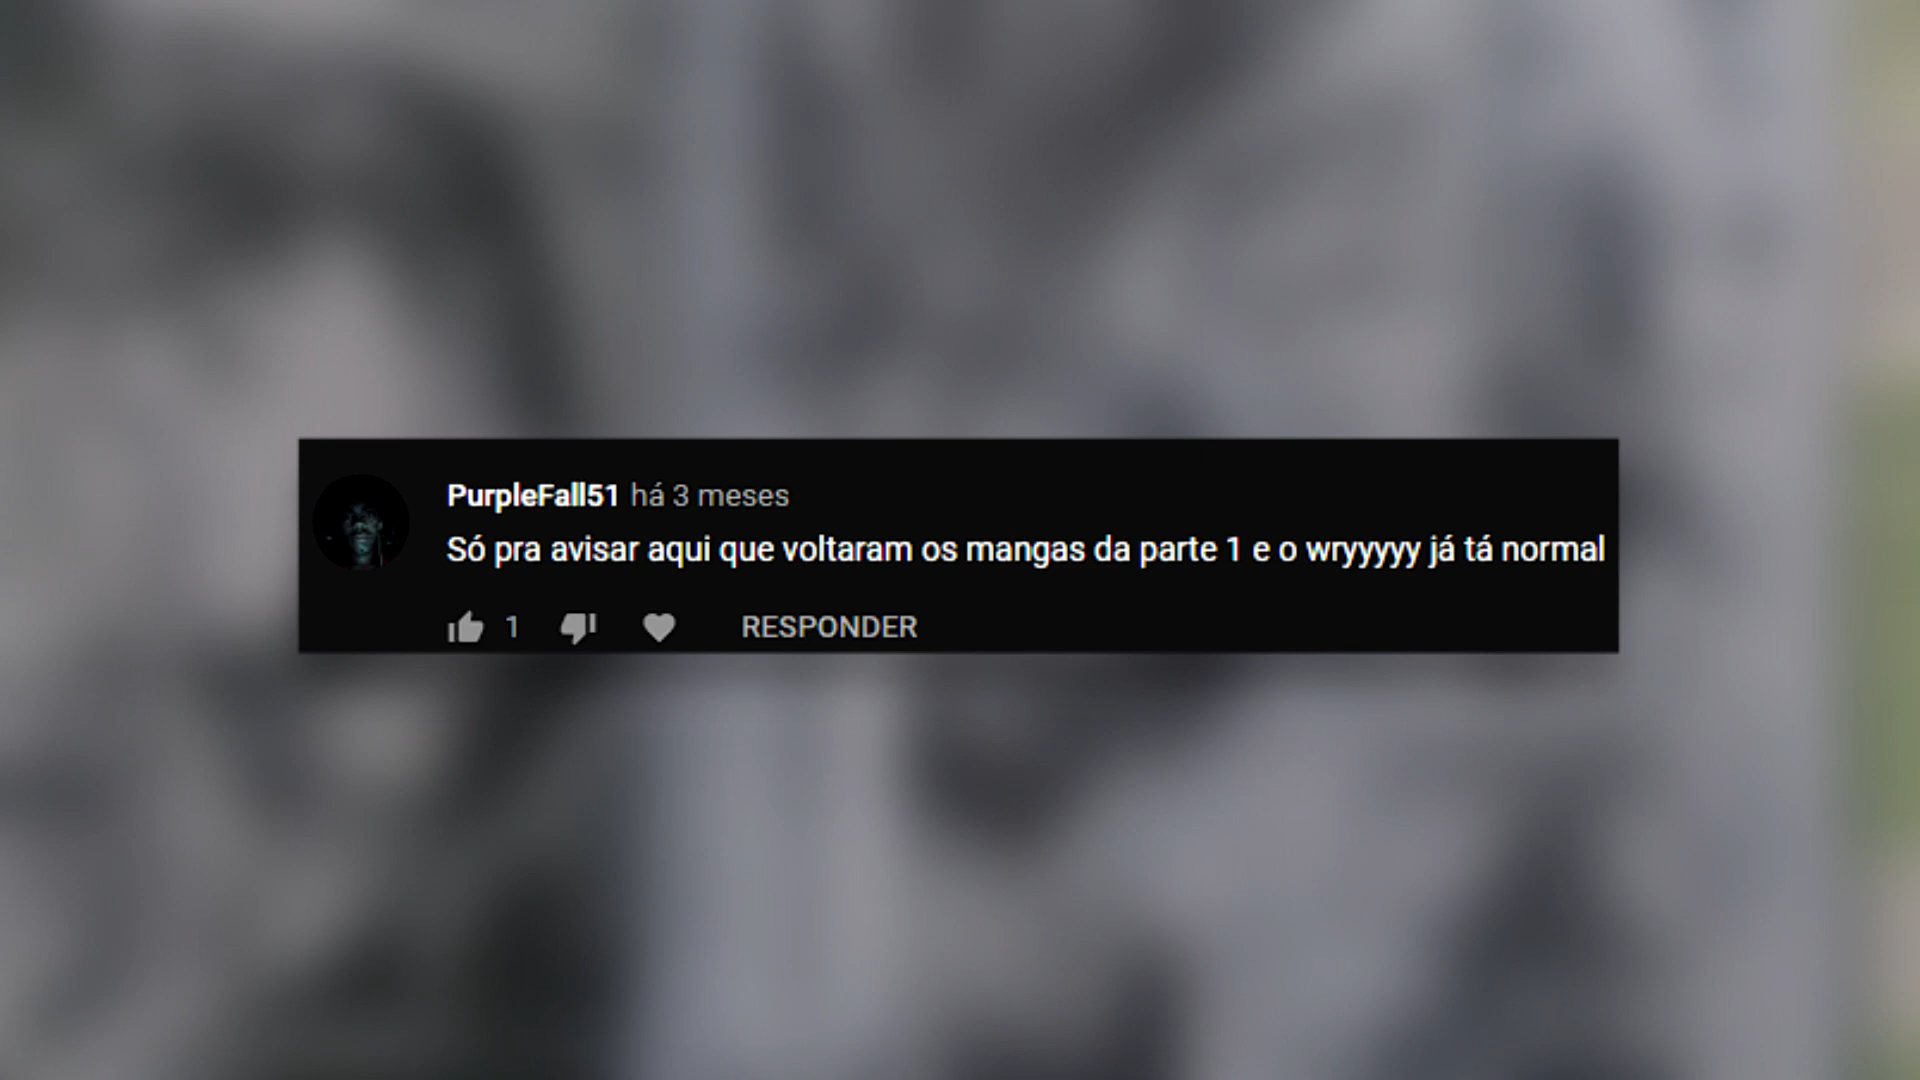 PurpleFall51 há 3 meses
Só pra avisar aqui que voltaram os mangas da parte 1 e o wryyyyy já tá normal
1 RESPONDER